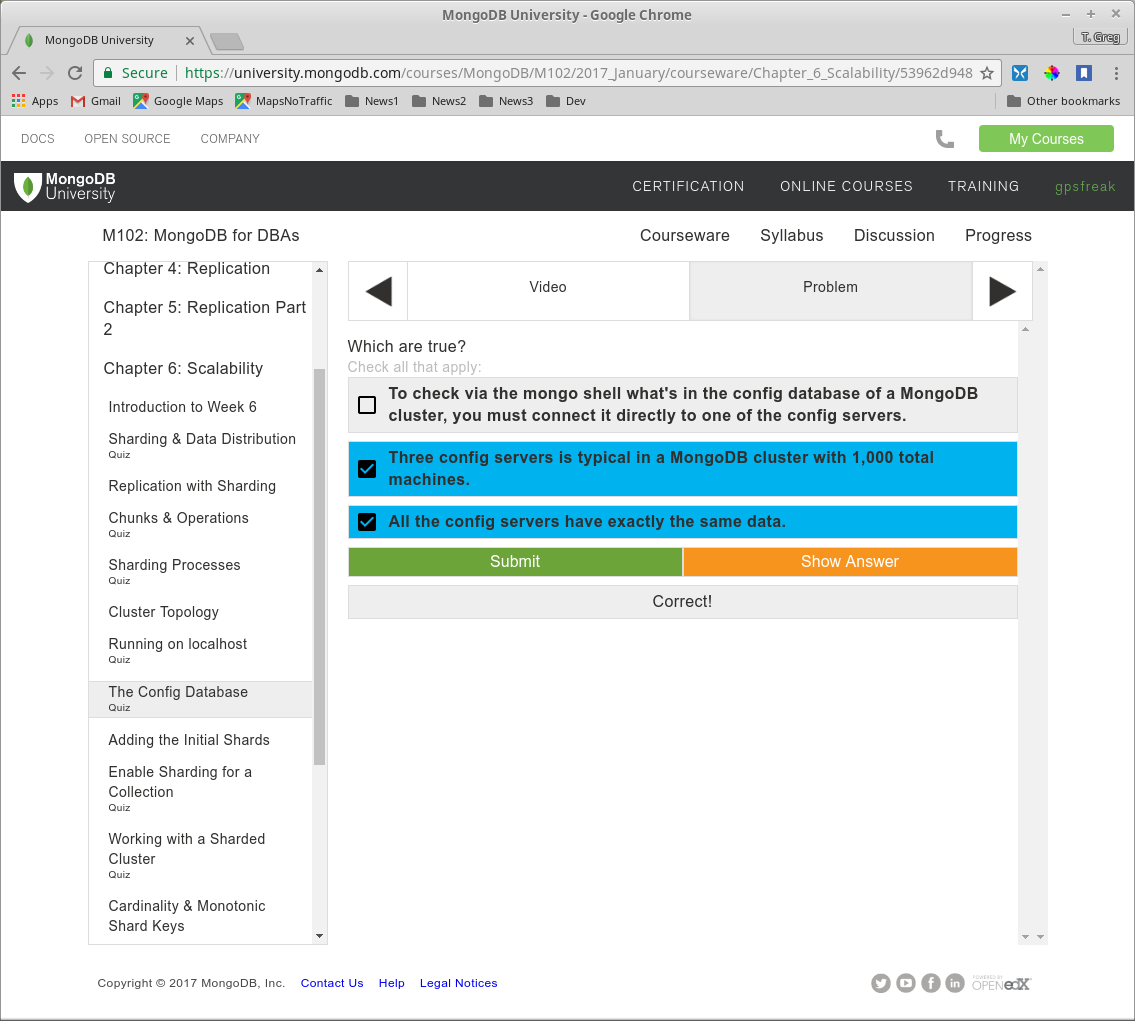 MongoDB University - Google Chrome
T. Greg
MongoDB University
Secure https://university.mongodb.com/courses/MongoDB/M102/2017_January/courseware/Chapter_6_Scalability/53962d948
Apps Gmail Google Maps MapsNoTraffic News1 News2 News3 Dev Other bookmarks
DOCS OPEN SOURCE COMPANY My Courses
MongoDB
University
CERTIFICATION ONLINE COURSES TRAINING gpsfreak
M102: MongoDB for DBAs Courseware Syllabus Discussion Progress
Chapter 4: Replication
Chapter 5: Replication Part
2
Chapter 6: Scalability
Introduction to Week 6
Sharding & Data Distribution
Quiz
Replication with Sharding
Chunks & Operations
Quiz
Sharding Processes
Quiz
Cluster Topology
Running on localhost
Quiz
The Config Database
Quiz
Adding the Initial Shards
Enable Sharding for a
Collection
Quiz
Working with a Sharded
Cluster
Quiz
Cardinality & Monotonic
Shard Keys
Video Problem
Which are true?
Check all that apply:
To check via the mongo shell what's in the config database of a MongoDB
cluster, you must connect it directly to one of the config servers.
Three config servers is typical in a MongoDB cluster with 1,000 total
machines.
All the config servers have exactly the same data.
Submit Show Answer
Correct!
Copyright © 2017 MongoDB, Inc. Contact Us Help Legal Notices
POWERED BY
OPEN edX